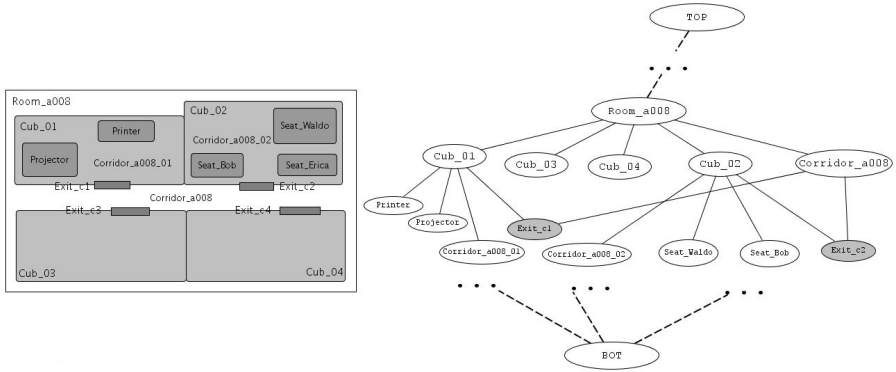 Room_a008
Cub_01
Printer
Projector
Corridor_a008_01
Exit_c1
Cub_02
Seat_Waldo
Corridor_a008_02
Seat_Bob
Seat_Erica
Exit_c2
Corridor_a008
Exit_c3
Exit_c4
Cub_03
Cub_04
TOP
Room_a008
Cub_01
Cub_03
Cub_04
Cub_02
Corridor_a008
Printer
Projector
Exit_c1
Corridor_a008_01
Corridor_a008_02
Seat_Waldo
Seat_Bob
Exit_c2
BOT